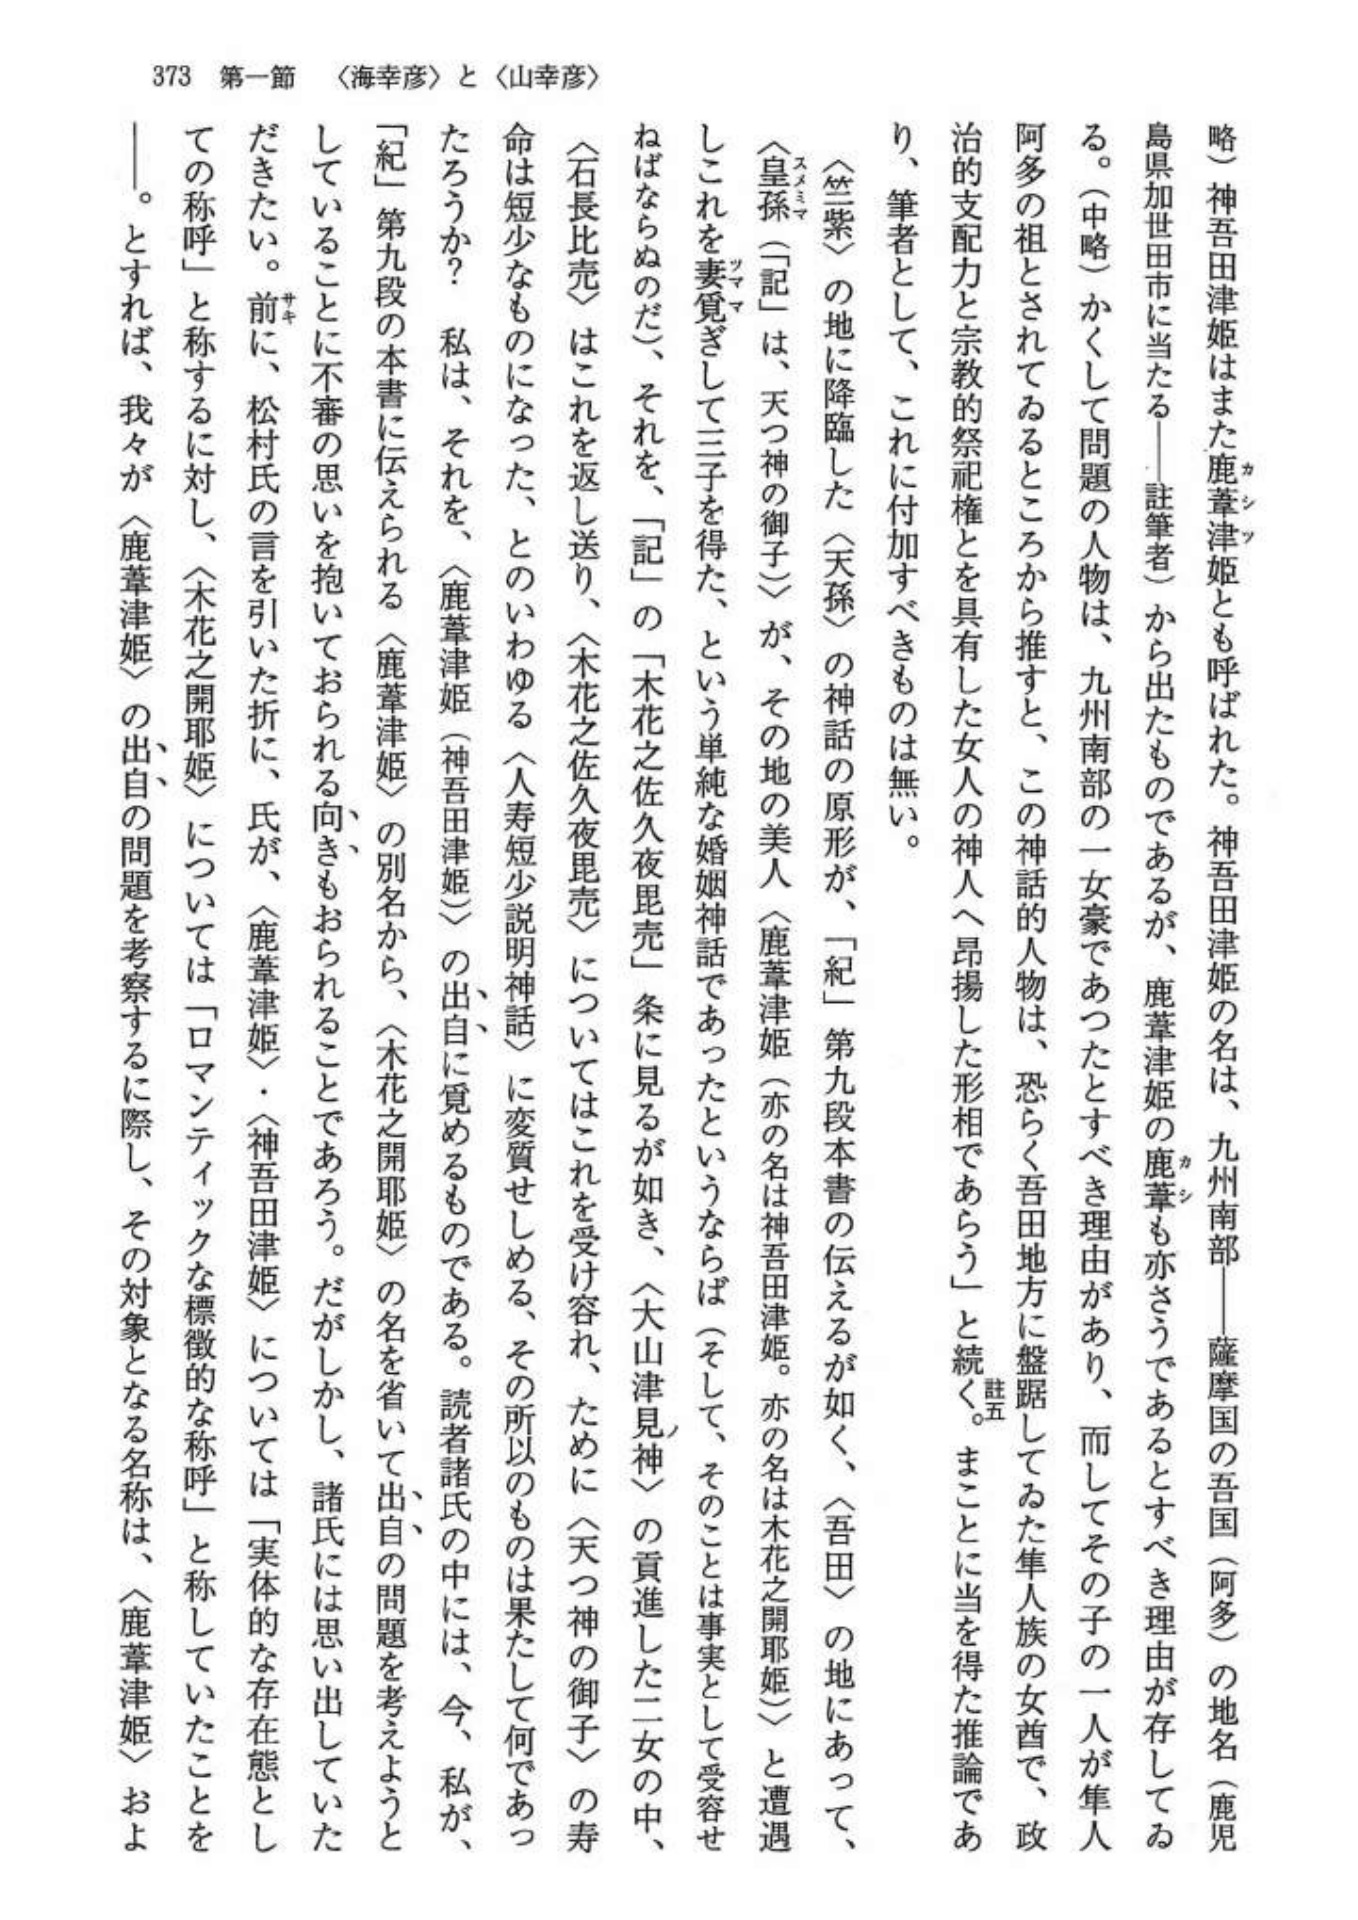 373　第一節　〈海幸彦〉と〈山幸彦〉
略）神吾田津姫はまた鹿葦津姫とも呼ばれた。神吾田津姫の名は、九州南部――薩摩国の吾国（阿多）の地名（鹿児
カシツ
島県加世田市に当たる――註筆者）から出たものであるが、鹿葦津姫の鹿葦も亦さうであるとすべき理由が存してゐ
カシ
る。（中略）かくして問題の人物は、九州南部の一女豪であつたとすべき理由があり、而してその子の一人が隼人
阿多の祖とされてゐるところから推すと、この神話的人物は、恐らく吾田地方に盤踞してゐた隼人族の女酋で、政
治的支配力と宗教的祭祀権とを具有した女人の神人へ昂揚した形相であらう」と続く。まことに当を得た推論であ
註五
り、筆者として、これに付加すべきものは無い。
〈竺紫〉の地に降臨した〈天孫〉の神話の原形が、「紀」第九段本書の伝えるが如く、〈吾田〉の地にあって、
〈皇孫（「記」は、天つ神の御子）〉が、その地の美人〈鹿葦津姫（亦の名は神吾田津姫。亦の名は木花之開耶姫）〉と遭遇
スメミマ
しこれを妻覓ぎして三子を得た、という単純な婚姻神話であったというならば（そして、そのことは事実として受容せ
ツマママ
ねばならぬのだ）、それを、「記」の「木花之佐久夜毘売」条に見るが如き、〈大山津見神〉の貢進した二女の中、
ノ
〈石長比売〉はこれを返し送り、〈木花之佐久夜毘売〉についてはこれを受け容れ、ために〈天つ神の御子〉の寿
命は短少なものになった、とのいわゆる〈人寿短少説明神話〉に変質せしめる、その所以のものは果たして何であっ
たろうか？　私は、それを、〈鹿葦津姫（神吾田津姫）〉の出自に覓めるものである。読者諸氏の中には、今、私が、
「紀」第九段の本書に伝えられる〈鹿葦津姫〉の別名から、〈木花之開耶姫〉の名を省いて出自の問題を考えようと
していることに不審の思いを抱いておられる向きもおられることであろう。だがしかし、諸氏には思い出していた
だきたい。前に、松村氏の言を引いた折に、氏が、〈鹿葦津姫〉・〈神吾田津姫〉については「実体的な存在態とし
サキ
ての称呼」と称するに対し、〈木花之開耶姫〉については「ロマンティックな標徴的な称呼」と称していたことを
――。とすれば、我々が〈鹿葦津姫〉の出自の問題を考察するに際し、その対象となる名称は、〈鹿葦津姫〉およ